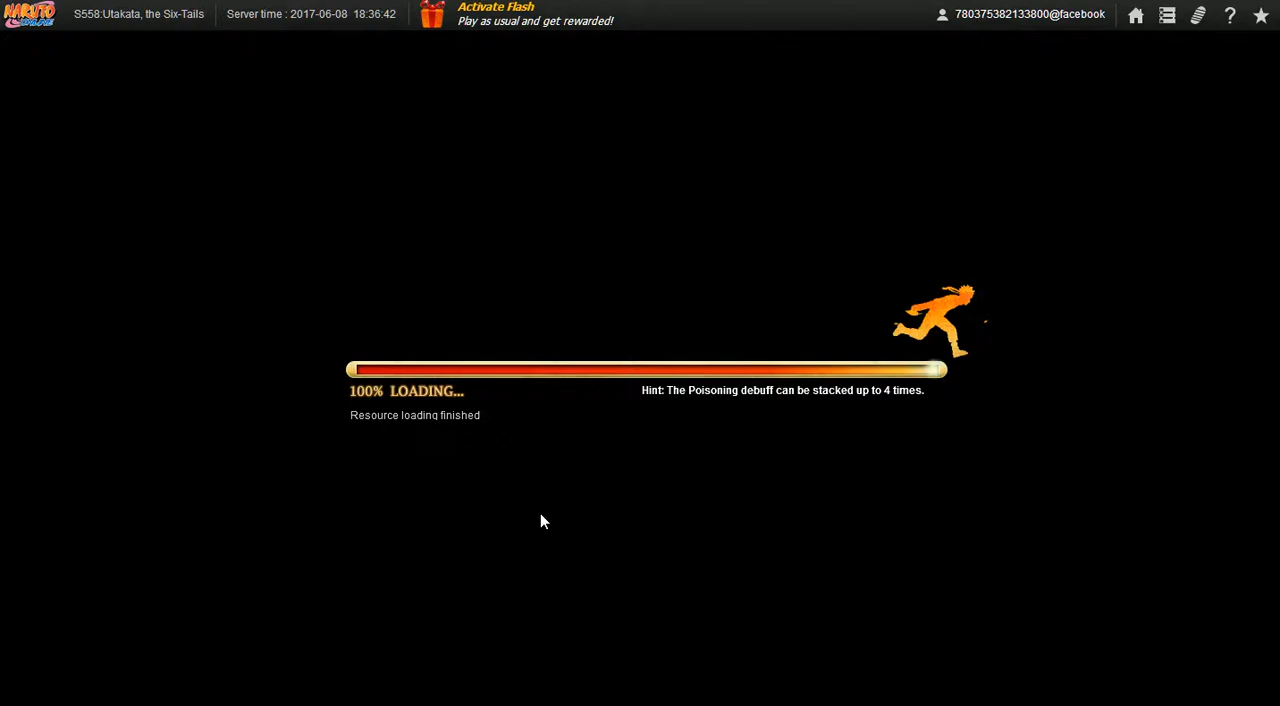 NARUTO
ONLINE
S558:Utakata, the Six-Tails
Server time : 2017-06-08 18:36:42
Activate Flash
Play as usual and get rewarded!
780375382133800@facebook
?
100% LOADING...
Hint: The Poisoning debuff can be stacked up to 4 times.
Resource loading finished